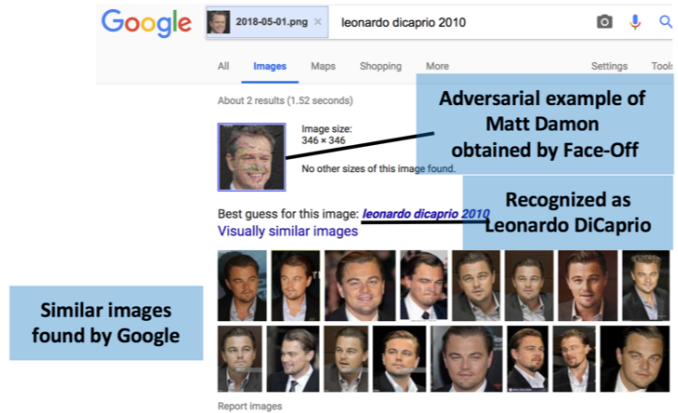 Google
2018-05-01.png × leonardo dicaprio 2010
All Images Maps Shopping More Settings Tools
About 2 results (1.52 seconds)
Adversarial example of
Matt Damon
obtained by Face-Off
Image size:
346 × 346
No other sizes of this image found.
Recognized as
Leonardo DiCaprio
Best guess for this image: leonardo dicaprio 2010
Visually similar images
Similar images
found by Google
Report images